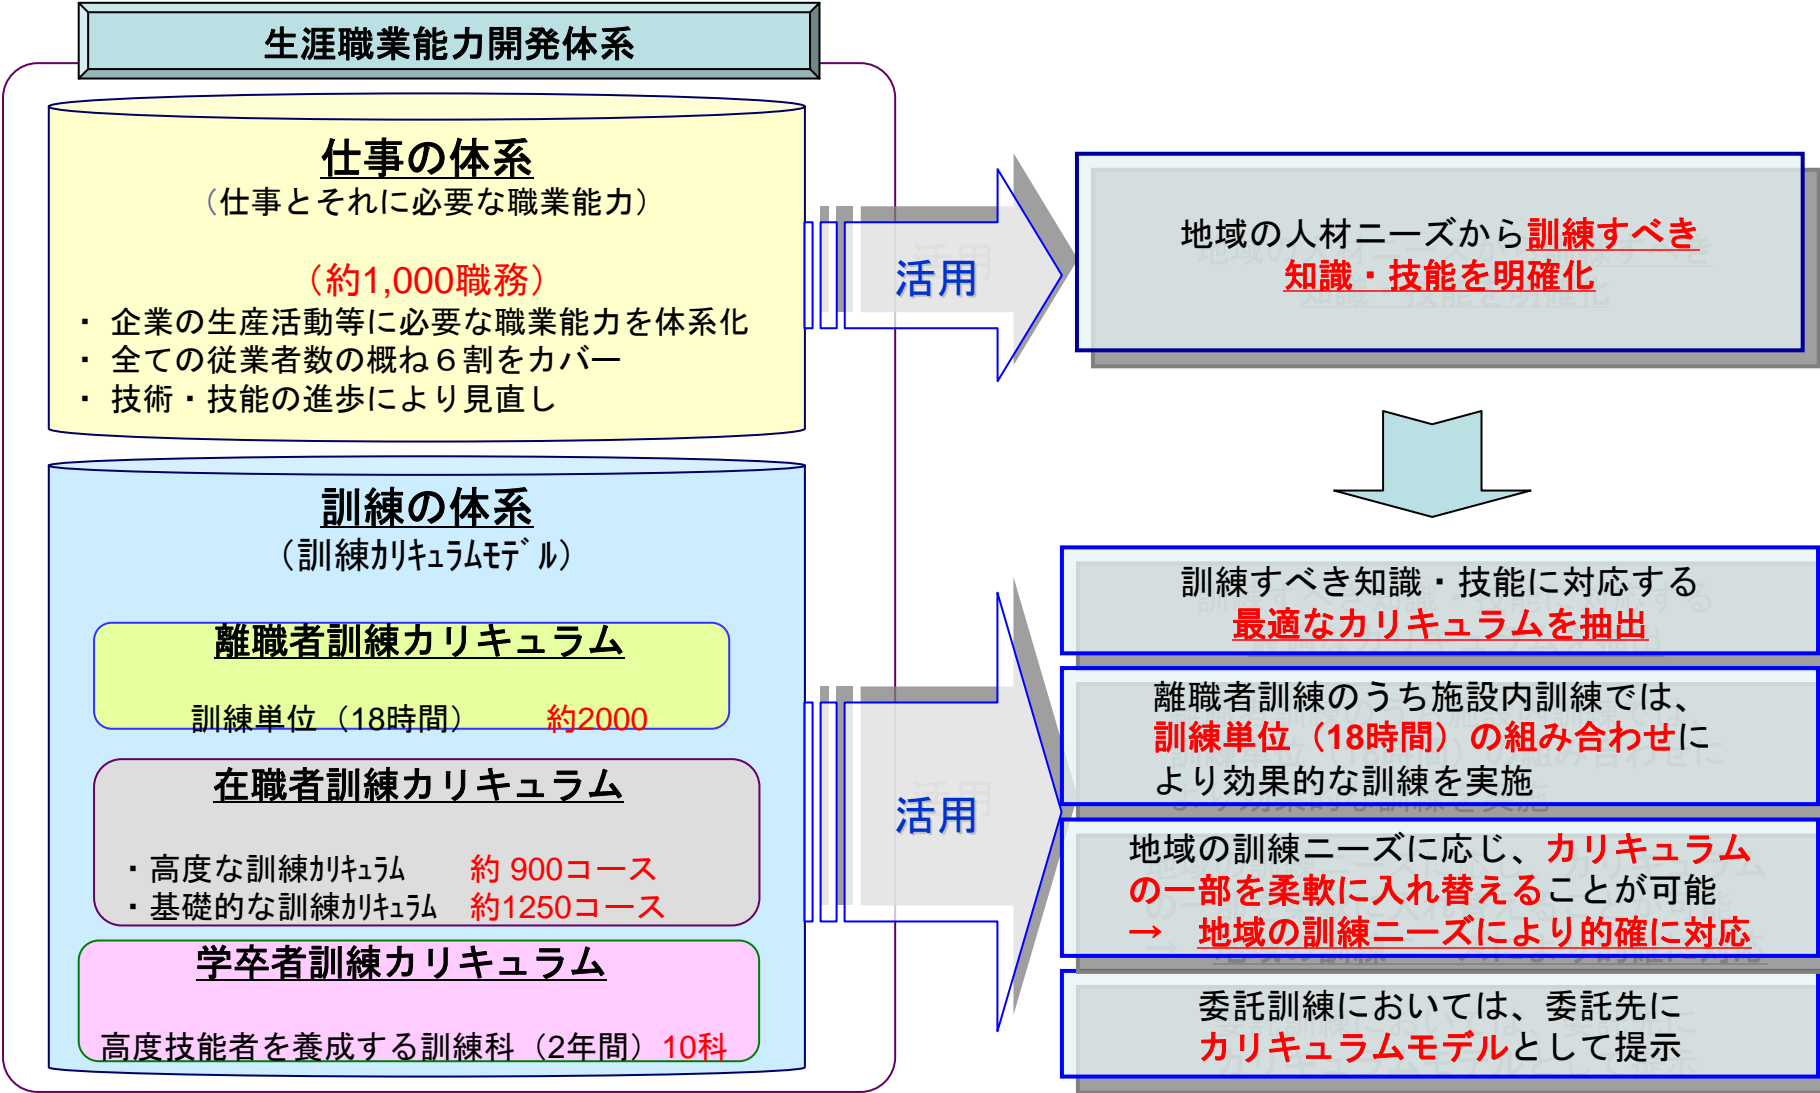 生涯職業能力開発体系
仕事の体系
（仕事とそれに必要な職業能力）
（約1,000職務）
・ 企業の生産活動等に必要な職業能力を体系化
・ 全ての従業者数の概ね６割をカバー
・ 技術・技能の進歩により見直し
活用
地域の人材ニーズから訓練すべき
知識・技能を明確化
訓練の体系
（訓練ｶﾘｷｭﾗﾑﾓﾃﾞﾙ）
離職者訓練カリキュラム
訓練単位（18時間） 約2000
在職者訓練カリキュラム
・高度な訓練ｶﾘｷｭﾗﾑ 約 900コース
・基礎的な訓練ｶﾘｷｭﾗﾑ 約1250コース
学卒者訓練カリキュラム
高度技能者を養成する訓練科（2年間）10科
活用
訓練すべき知識・技能に対応する
最適なカリキュラムを抽出
離職者訓練のうち施設内訓練では、
訓練単位（18時間）の組み合わせに
より効果的な訓練を実施
地域の訓練ニーズに応じ、カリキュラム
の一部を柔軟に入れ替えることが可能
→ 地域の訓練ニーズにより的確に対応
委託訓練においては、委託先に
カリキュラムモデルとして提示